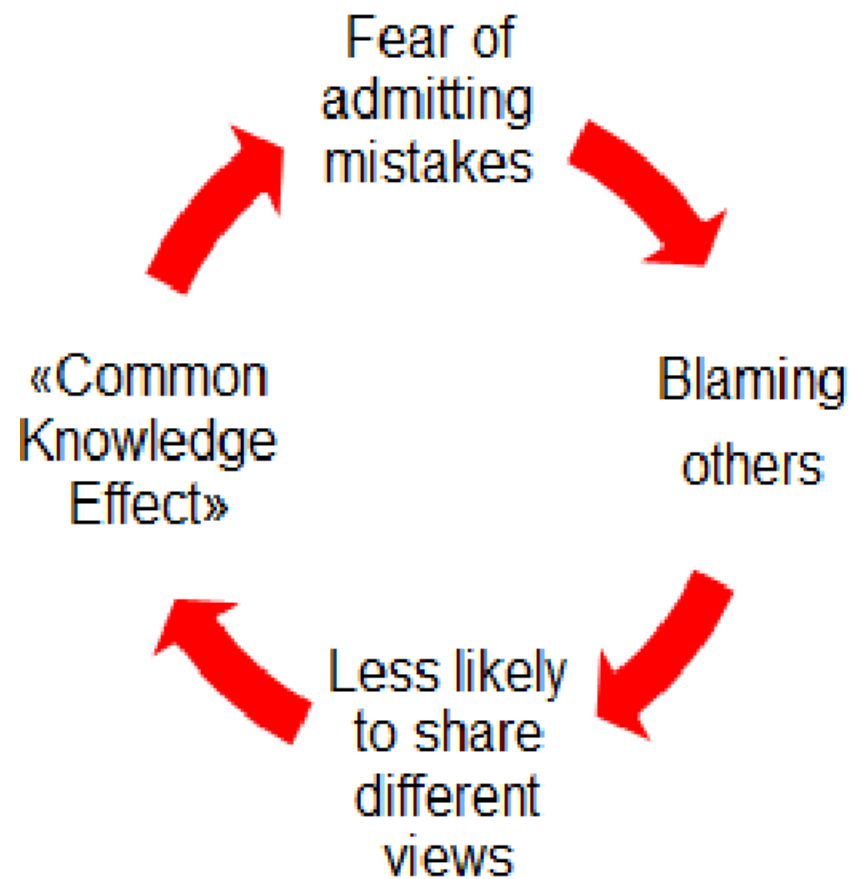 Fear of
admitting
mistakes
Blaming
others
Less likely
to share
different
views
«Common
Knowledge
Effect»